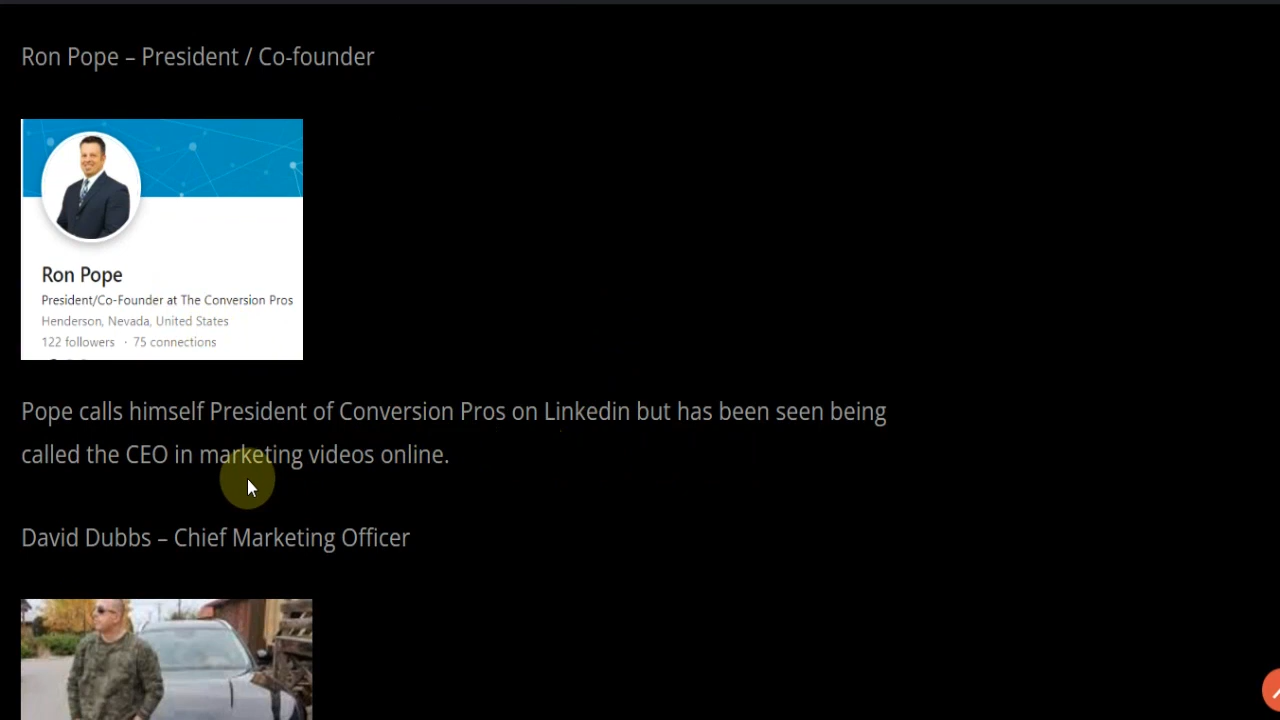 Ron Pope – President / Co-founder
Ron Pope
President/Co-Founder at The Conversion Pros
Henderson, Nevada, United States
122 followers · 75 connections
Pope calls himself President of Conversion Pros on Linkedin but has been seen being
called the CEO in marketing videos online.
David Dubbs – Chief Marketing Officer